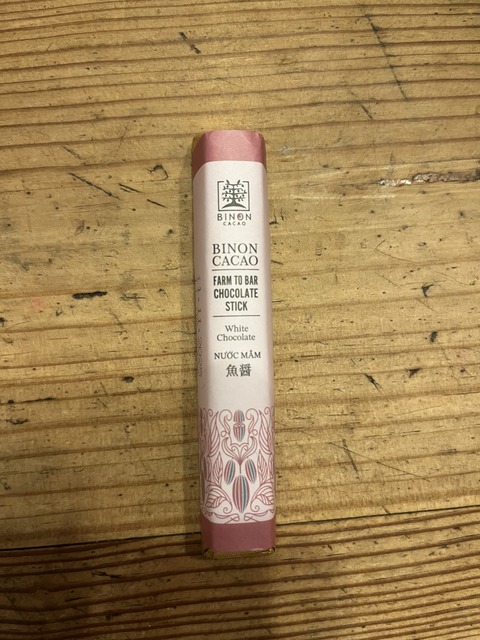 BINON
CACAO
BINON
CACAO
FARM TO BAR
CHOCOLATE
STICK
White
Chocolate
NƯỚC MẮM
魚醤